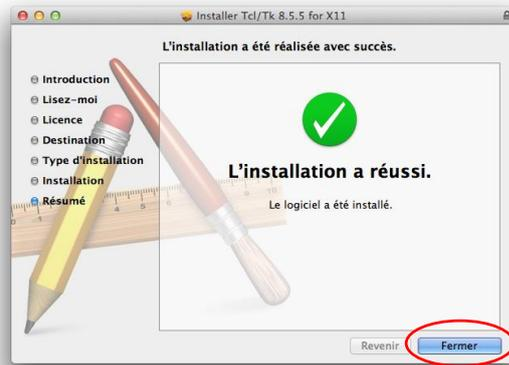 Installer Tcl/Tk 8.5.5 for X11
L'installation a été réalisée avec succès.
Introduction
Lisez-moi
Licence
Destination
Type d'installation
Installation
Résumé
L'installation a réussi.
Le logiciel a été installé.
Revenir
Fermer